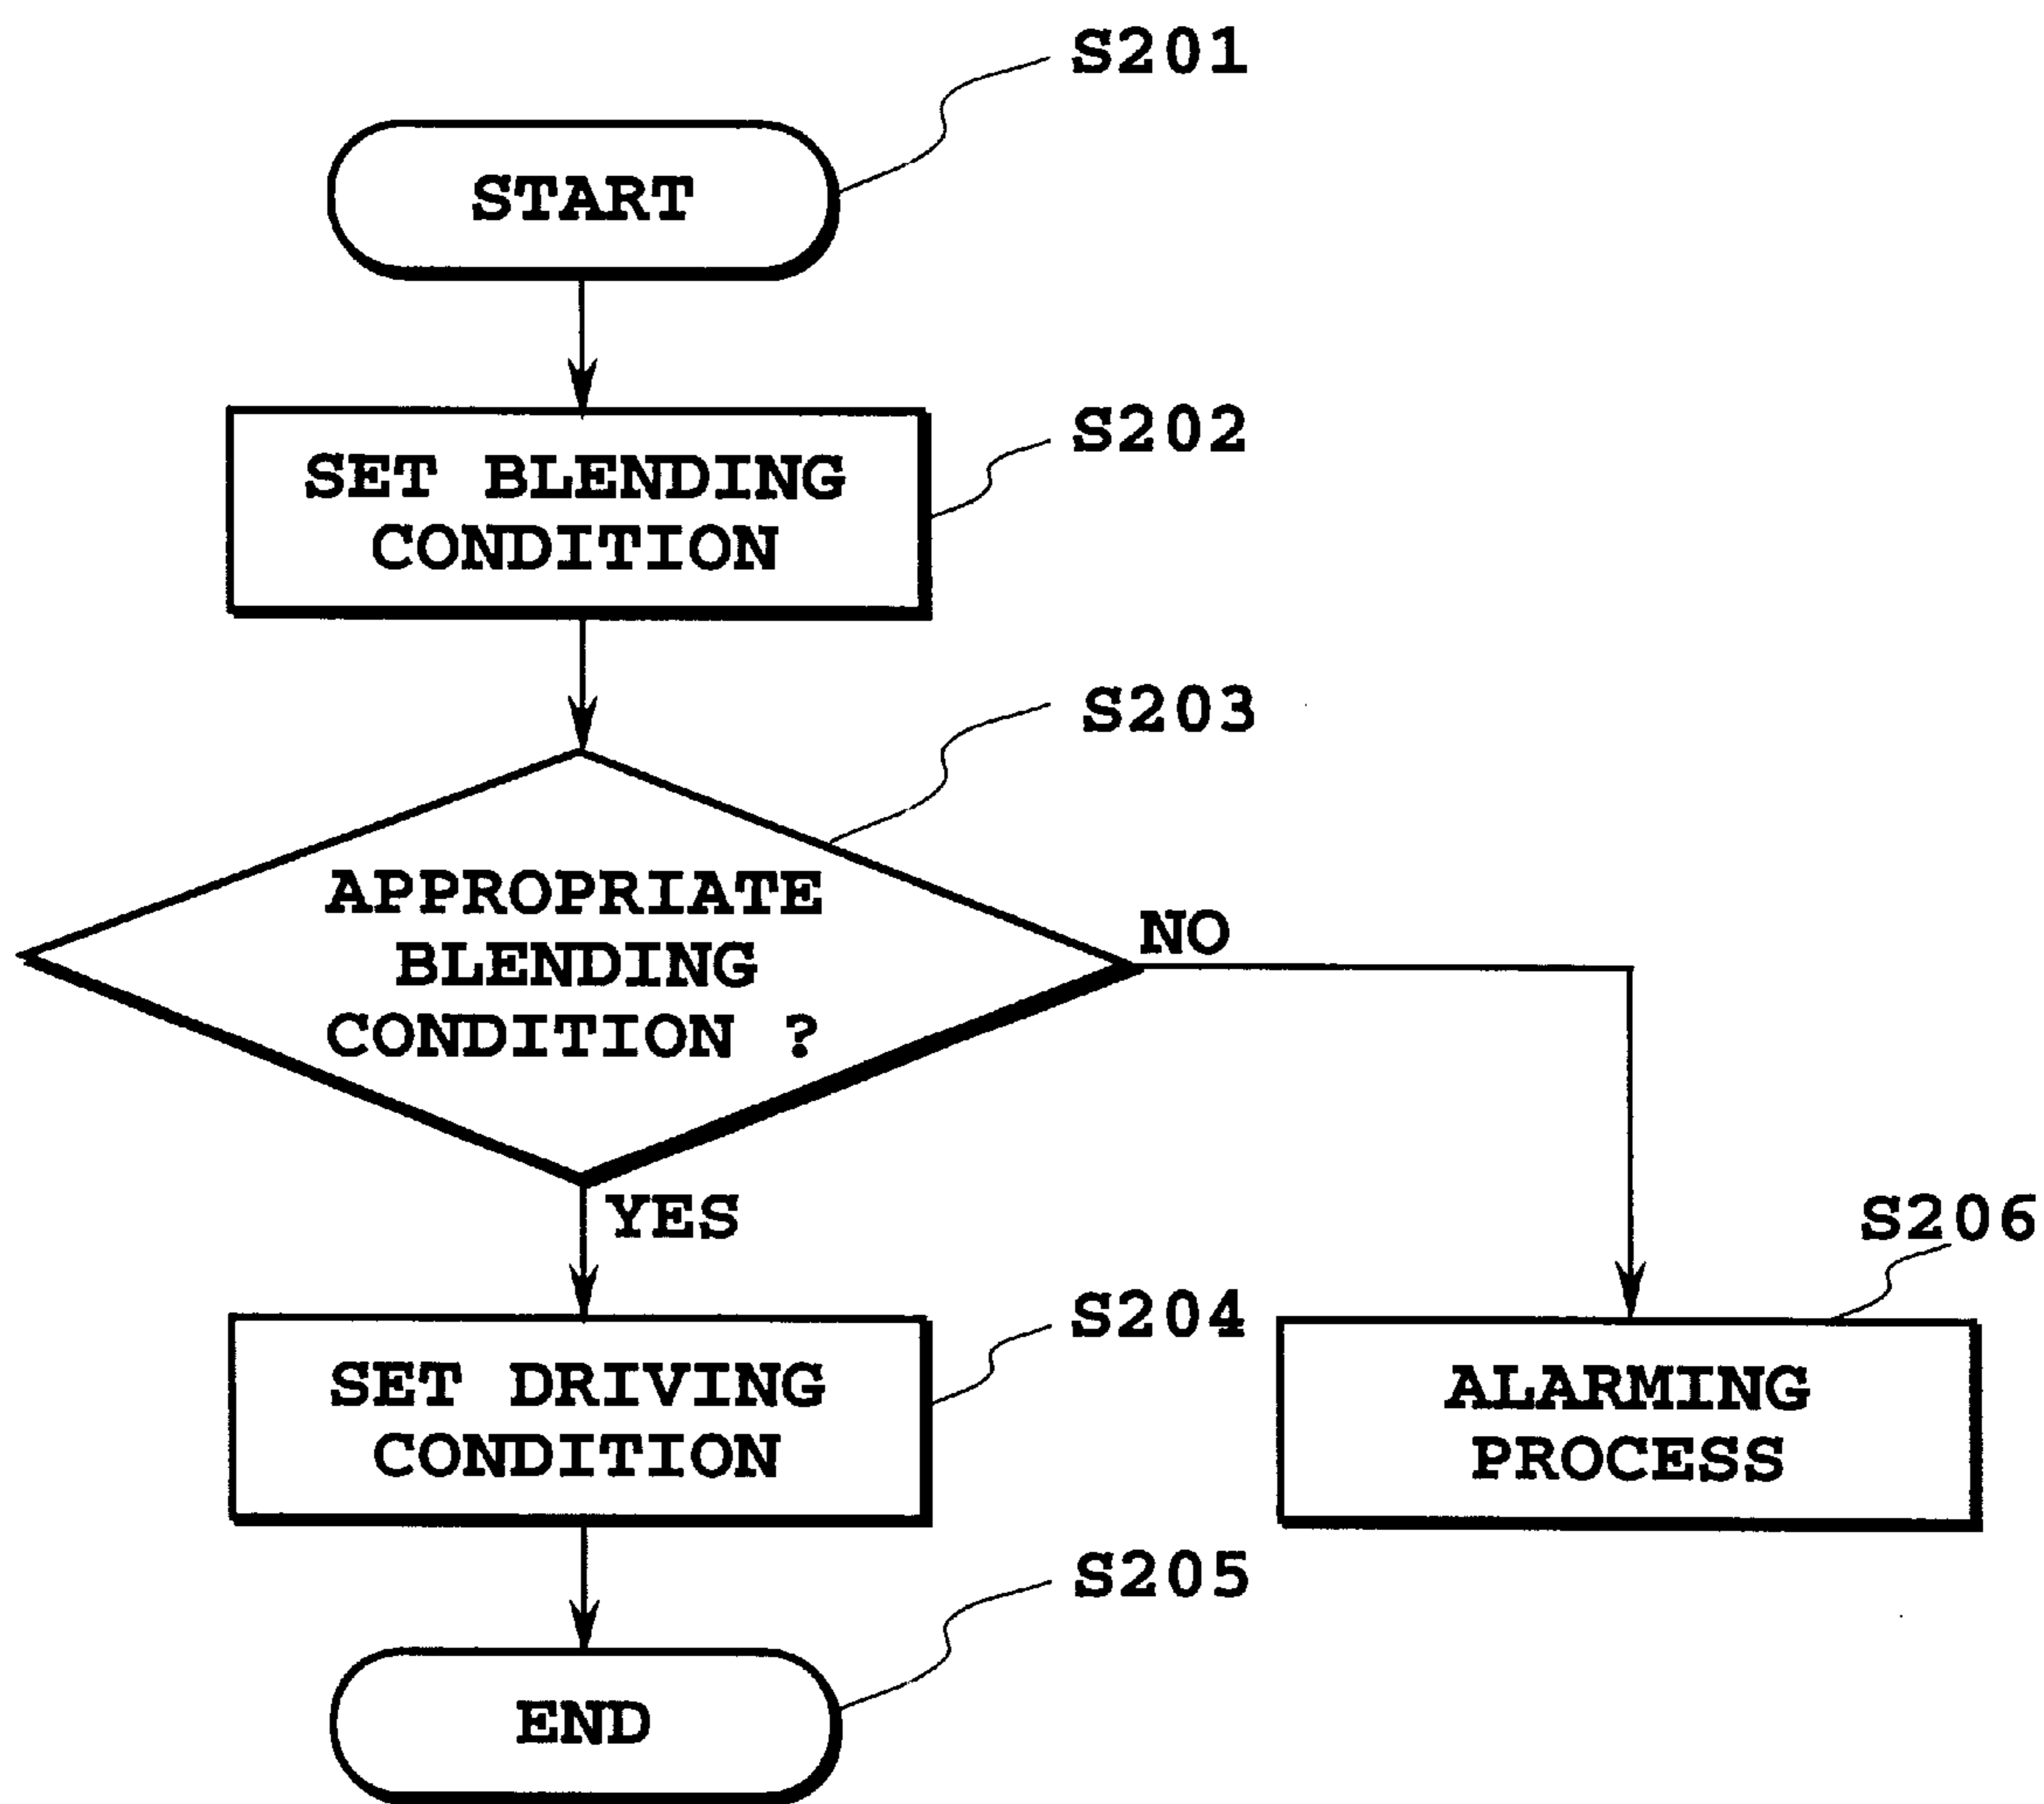 S201
START
S202
SET BLENDING
CONDITION
S203
APPROPRIATE
BLENDING
CONDITION ?
NO
YES
S206
S204
SET DRIVING
CONDITION
ALARMING
PROCESS
S205
END